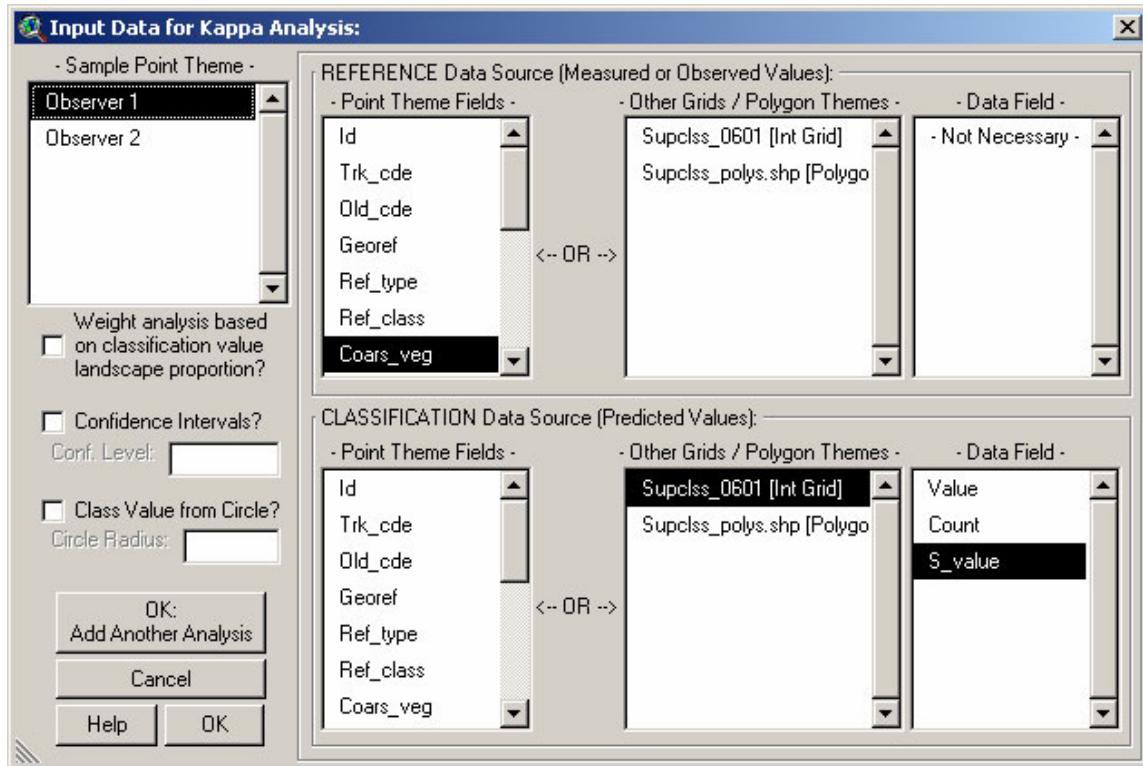 Input Data for Kappa Analysis:
- Sample Point Theme -
Observer 1
Observer 2
Weight analysis based
on classification value
landscape proportion?
Confidence Intervals?
Conf. Level:
Class Value from Circle?
Circle Radius:
OK:
Add Another Analysis
Cancel
Help
OK
REFERENCE Data Source (Measured or Observed Values):
- Point Theme Fields -
Id
Trk_cde
Old_cde
Georef
Ref_type
Ref_class
Coars_veg
<-- OR -->
- Other Grids / Polygon Themes -
Supclss_0601 [Int Grid]
Supclss_polys.shp [Polygo
- Data Field -
- Not Necessary -
CLASSIFICATION Data Source (Predicted Values):
- Point Theme Fields -
Id
Trk_cde
Old_cde
Georef
Ref_type
Ref_class
Coars_veg
<-- OR -->
- Other Grids / Polygon Themes -
Supclss_0601 [Int Grid]
Supclss_polys.shp [Polygo
- Data Field -
Value
Count
S_value